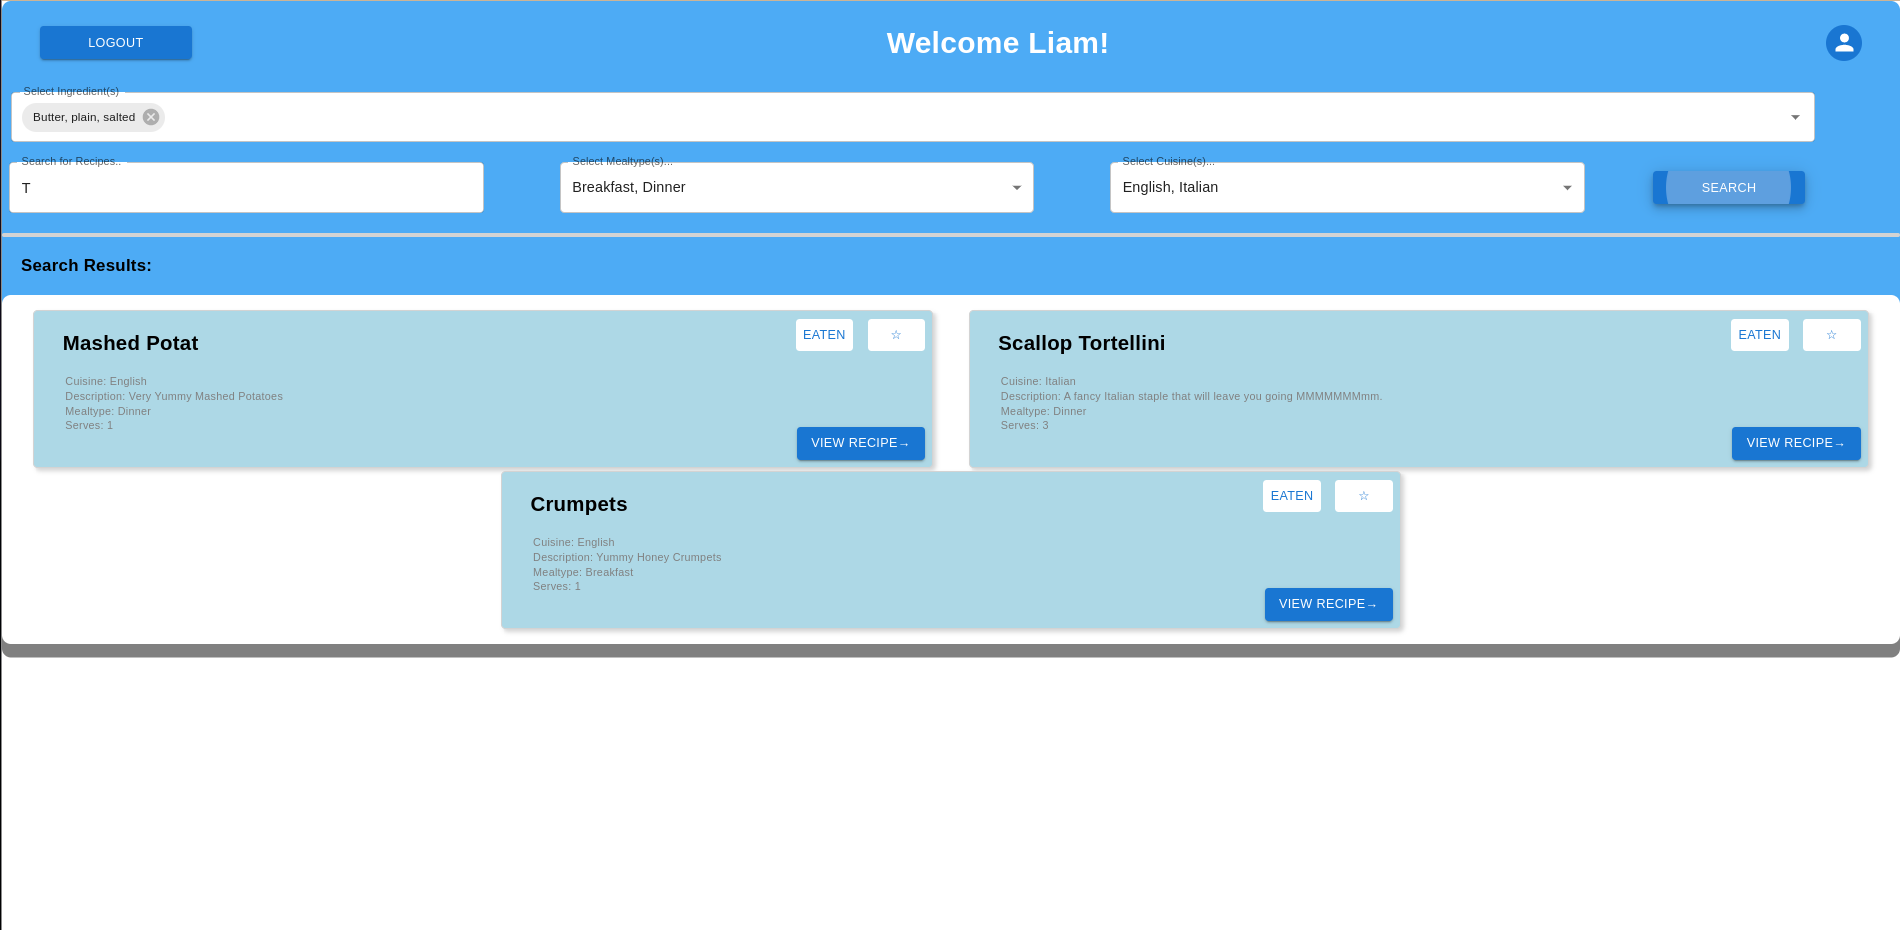 LOGOUT
Welcome Liam!
Select Ingredient(s)
Butter, plain, salted
Search for Recipes..
T
Select Mealtype(s)...
Breakfast, Dinner
Select Cuisine(s)...
English, Italian
SEARCH
Search Results:
Mashed Potat
EATEN
☆
Cuisine: English
Description: Very Yummy Mashed Potatoes
Mealtype: Dinner
Serves: 1
VIEW RECIPE→
Scallop Tortellini
EATEN
☆
Cuisine: Italian
Description: A fancy Italian staple that will leave you going MMMMMMMmm.
Mealtype: Dinner
Serves: 3
VIEW RECIPE→
Crumpets
EATEN
☆
Cuisine: English
Description: Yummy Honey Crumpets
Mealtype: Breakfast
Serves: 1
VIEW RECIPE→